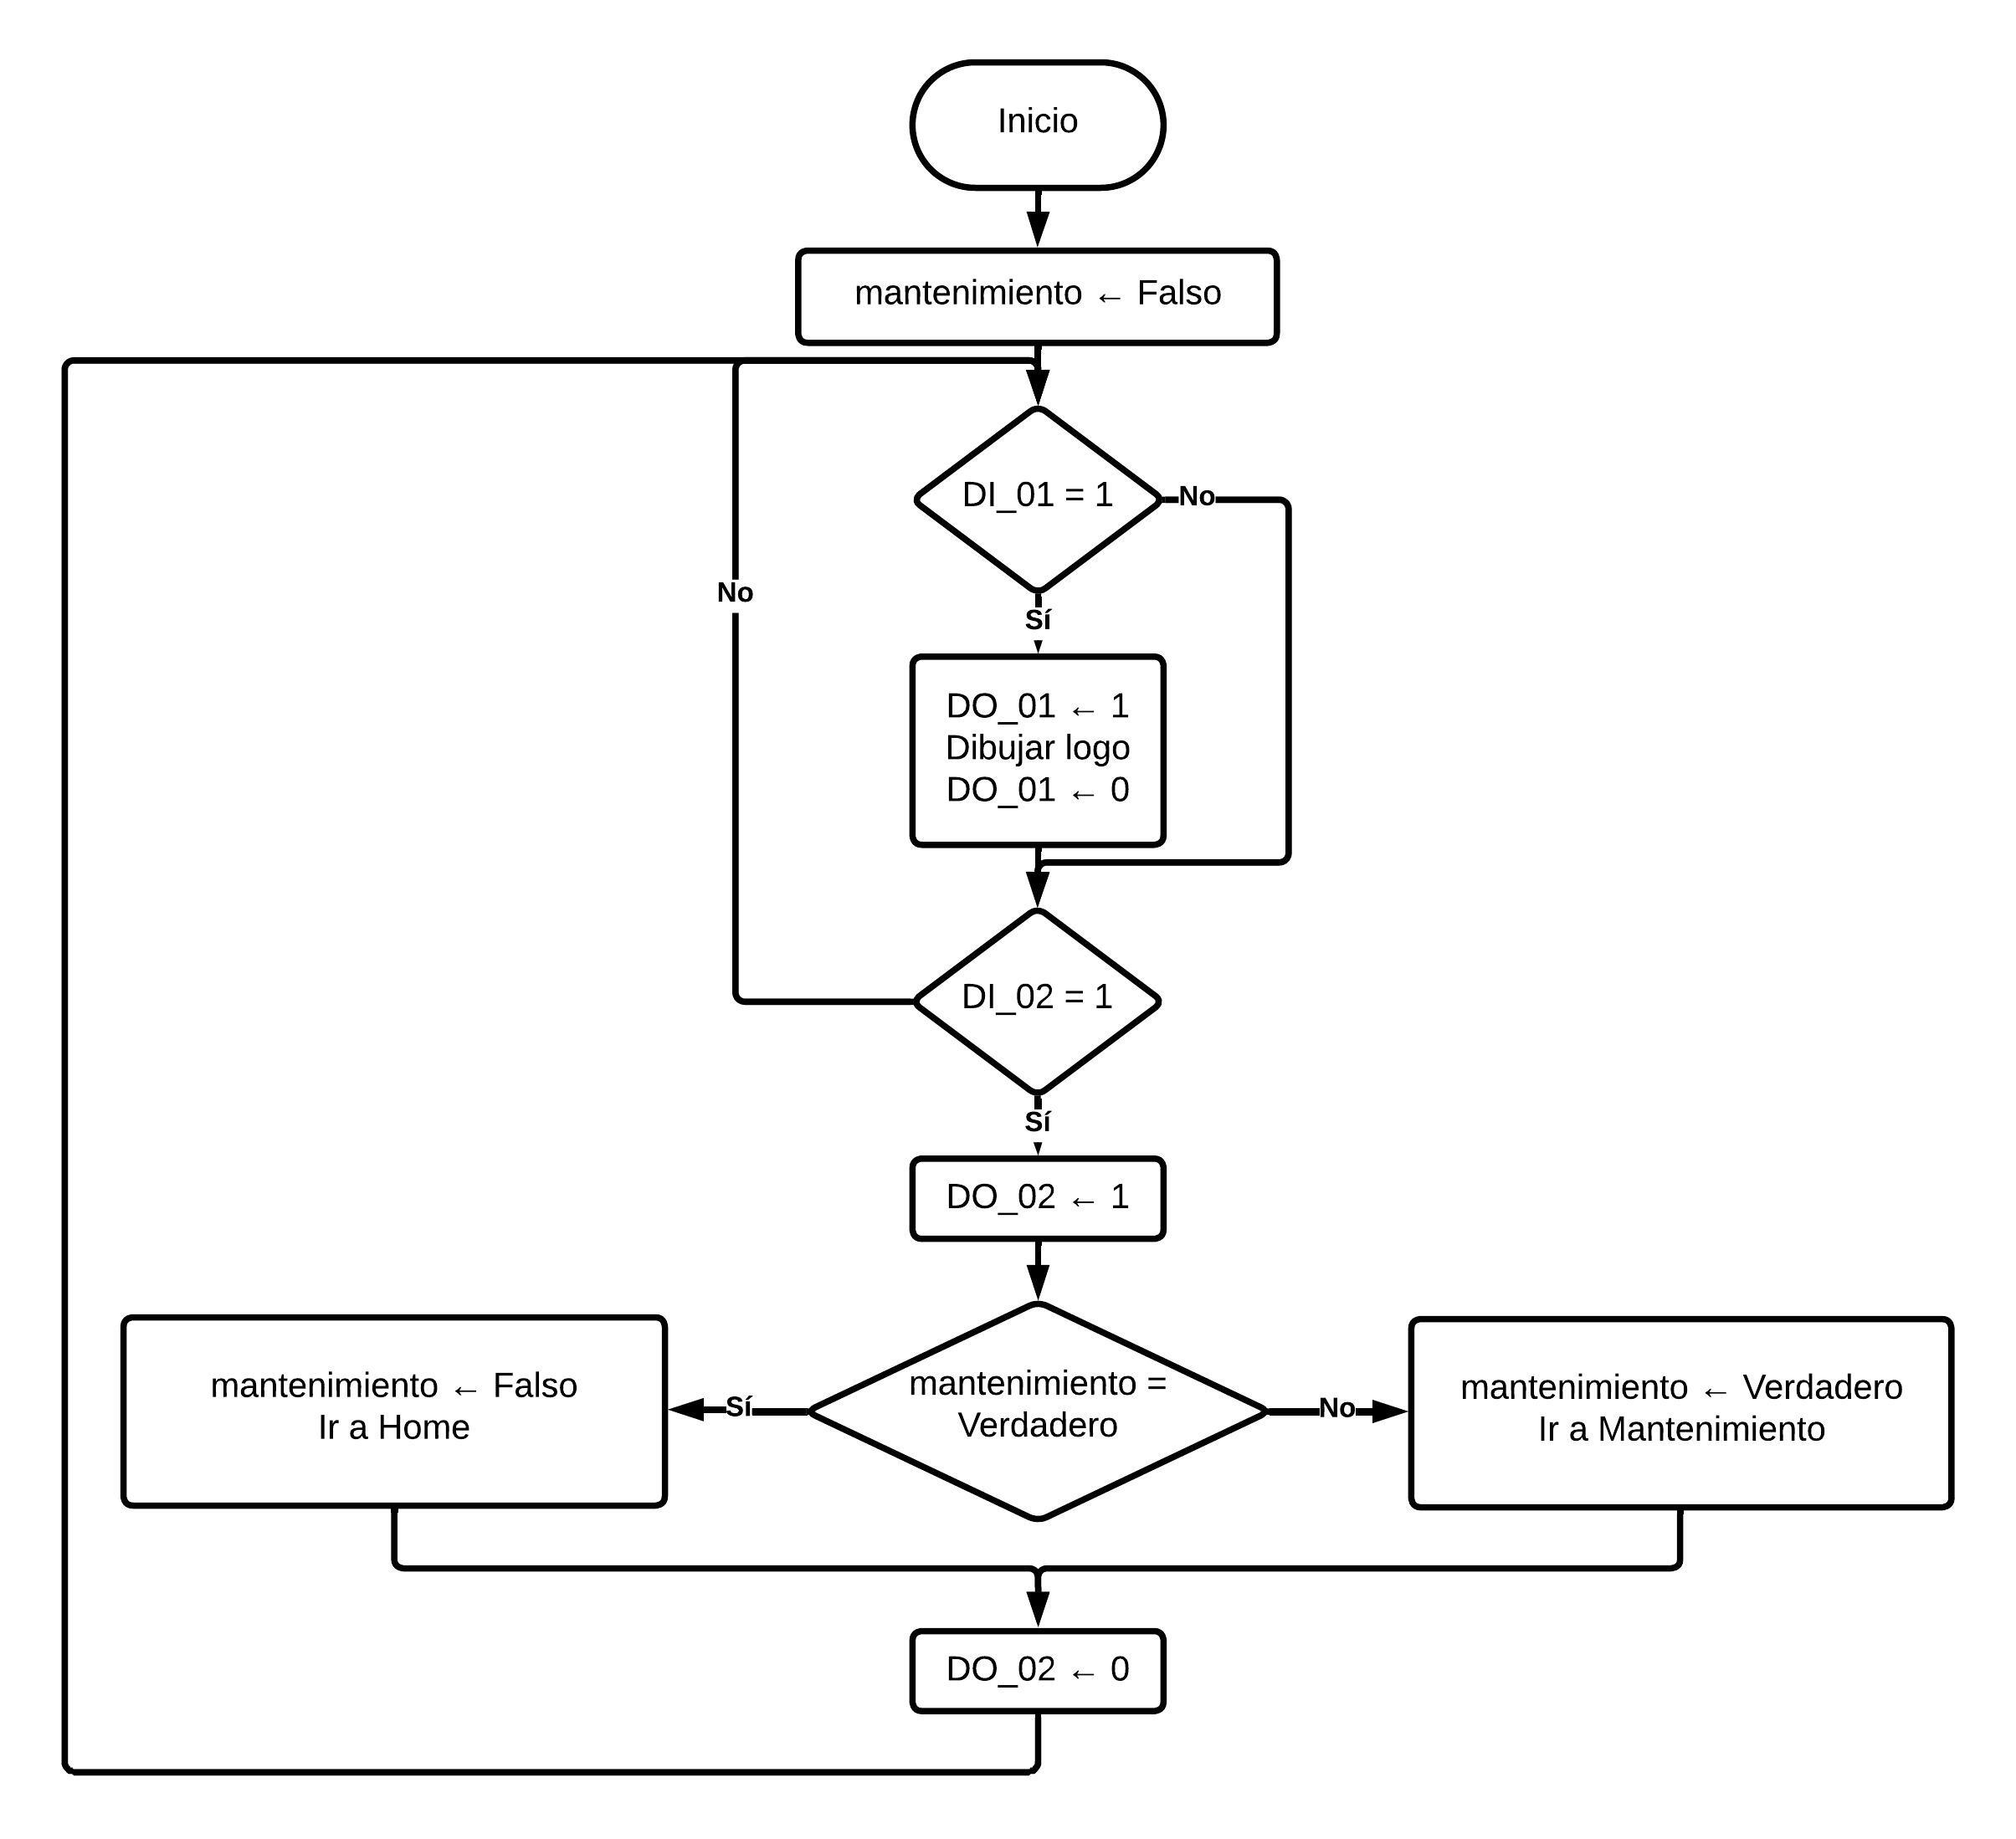 Inicio
mantenimiento ← Falso
DI_01 = 1
No
No
Sí
DO_01 ← 1
Dibujar logo
DO_01 ← 0
DI_02 = 1
Sí
DO_02 ← 1
mantenimiento ← Falso
Ir a Home
Sí
mantenimiento =
Verdadero
No
mantenimiento ← Verdadero
Ir a Mantenimiento
DO_02 ← 0